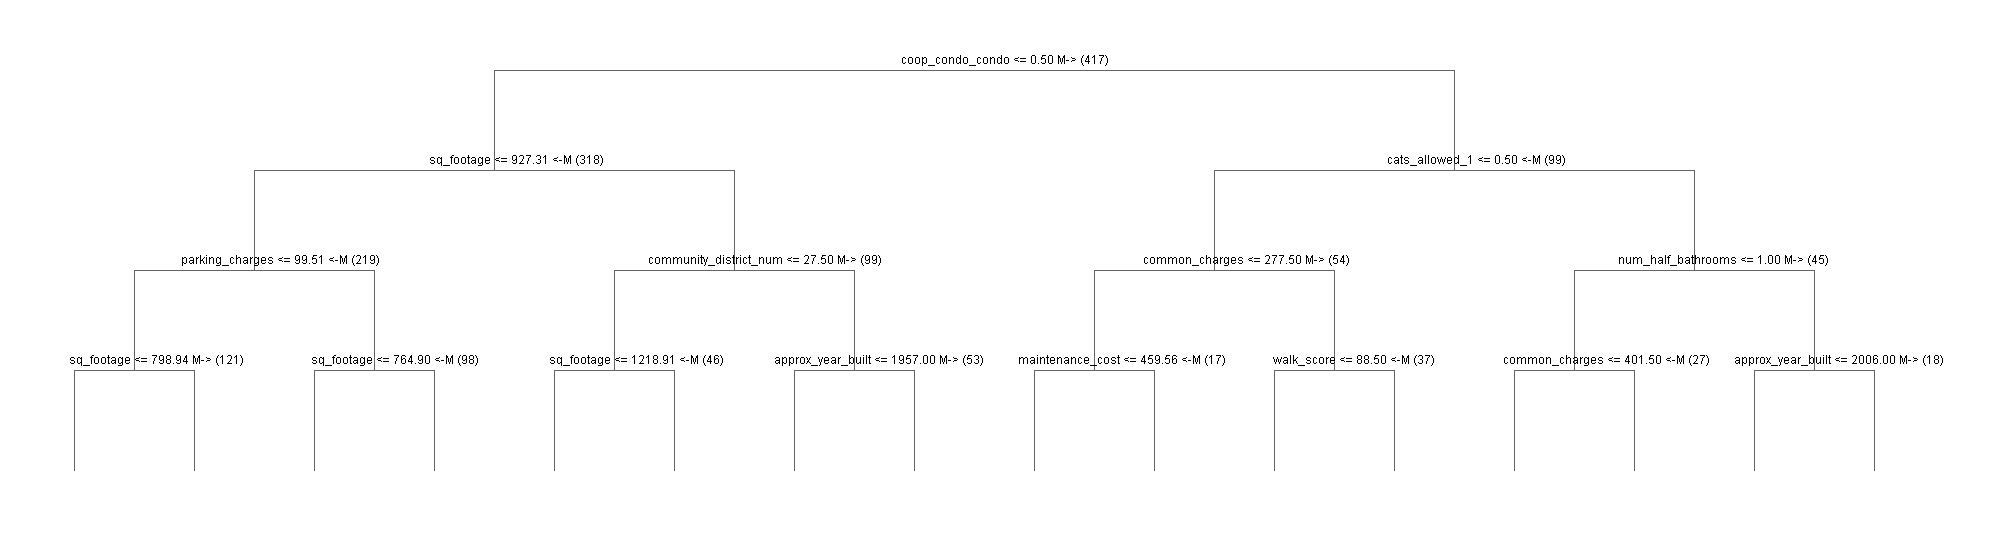 coop_condo_condo <= 0.50 M-> (417)
sq_footage <= 927.31 <-M (318)
cats_allowed_1 <= 0.50 <-M (99)
parking_charges <= 99.51 <-M (219)
community_district_num <= 27.50 M-> (99)
common_charges <= 277.50 M-> (54)
num_half_bathrooms <= 1.00 M-> (45)
sq_footage <= 798.94 M-> (121)
sq_footage <= 764.90 <-M (98)
sq_footage <= 1218.91 <-M (46)
approx_year_built <= 1957.00 M-> (53)
maintenance_cost <= 459.56 <-M (17)
walk_score <= 88.50 <-M (37)
common_charges <= 401.50 <-M (27)
approx_year_built <= 2006.00 M-> (18)